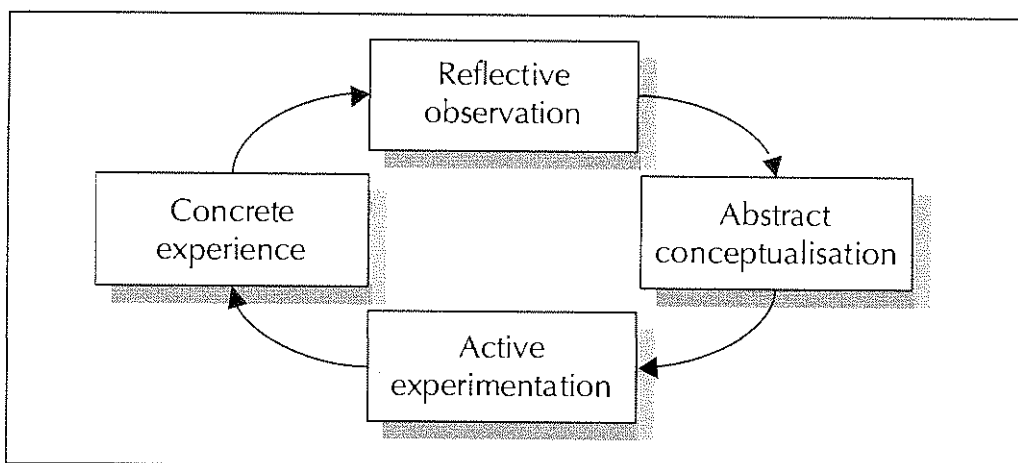 Reflective
observation
Concrete
experience
Abstract
conceptualisation
Active
experimentation